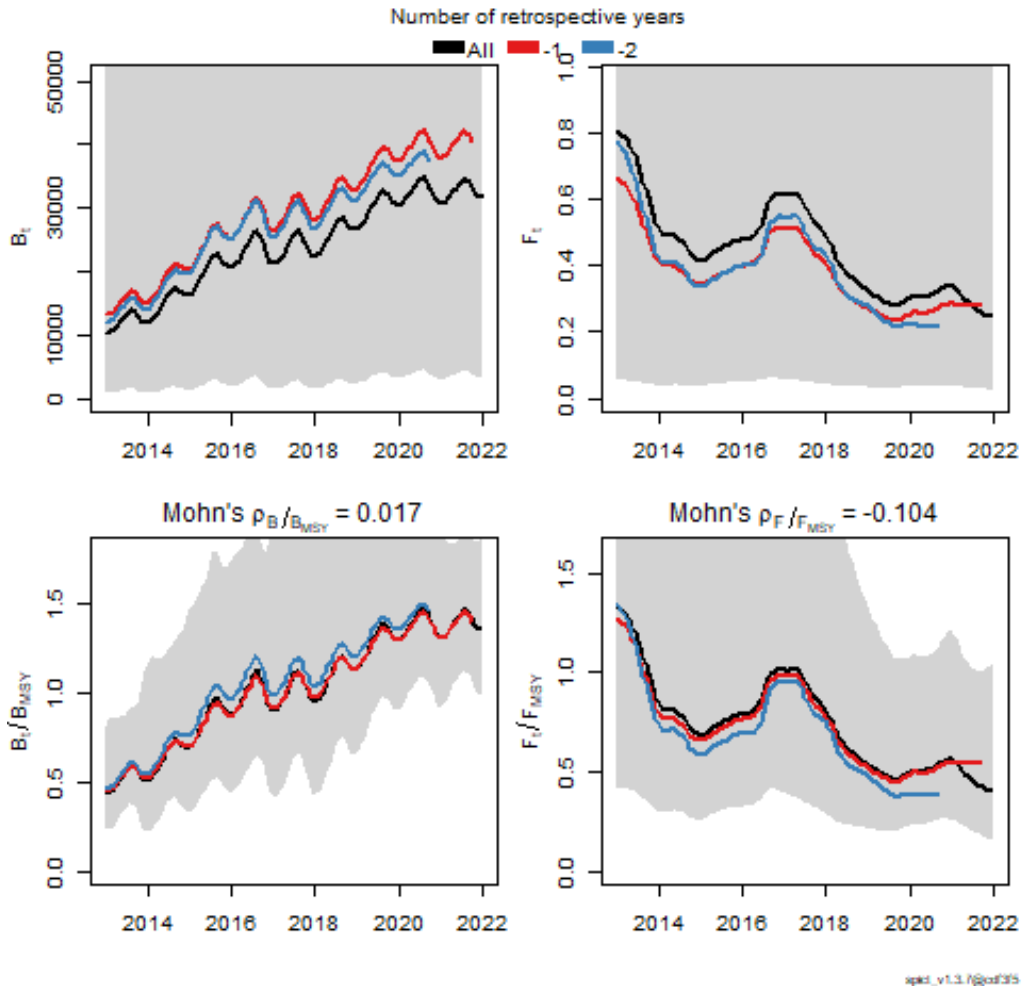 Number of retrospective years
All -1 -2
Bt
0 10000 30000 50000
2014 2016 2018 2020 2022
Ft
0.0 0.2 0.4 0.6 0.8 1.0
2014 2016 2018 2020 2022
Mohn's ρB/BMSY = 0.017
Bt/BMSY
0.0 0.5 1.0 1.5
2014 2016 2018 2020 2022
Mohn's ρF/FMSY = -0.104
Ft/FMSY
0.0 0.5 1.0 1.5
2014 2016 2018 2020 2022